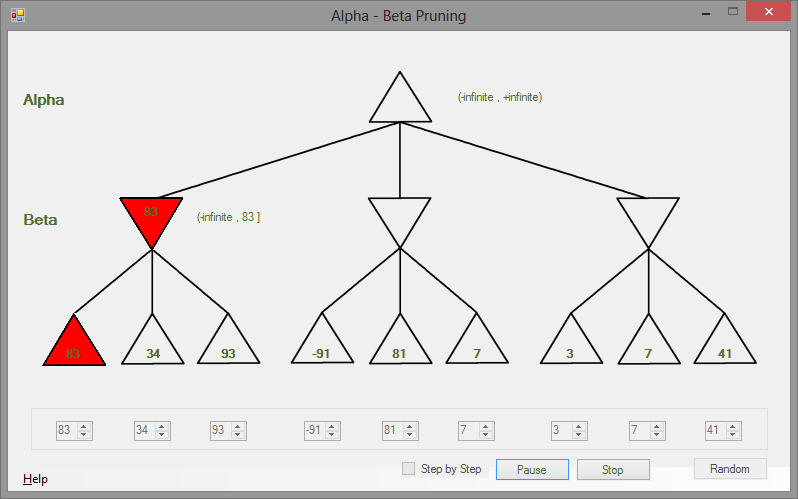 Alpha - Beta Pruning
Alpha
(-infinite , +infinite)
83
Beta
(-infinite , 83 ]
83 34 93 -91 81 7 3 7 41
83 34 93 -91 81 7 3 7 41
Step by Step Pause Stop Random
Help